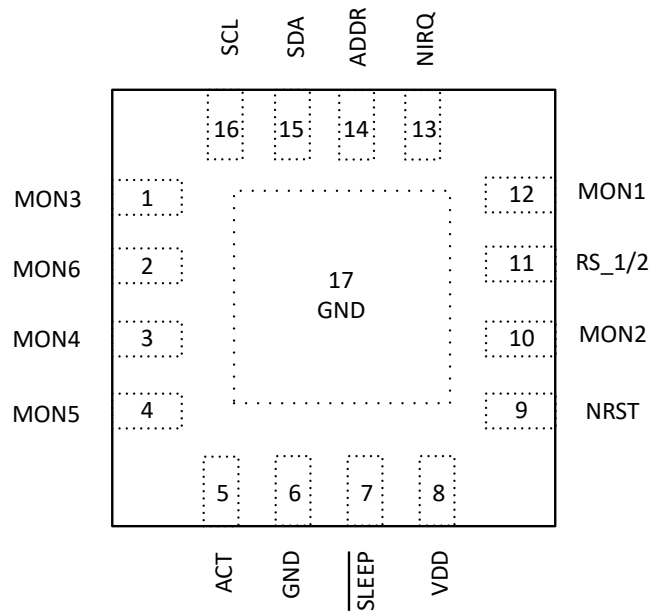 SCL
SDA
ADDR
NIRQ
16
15
14
13
MON3
1
12
MON1
MON6
2
11
RS_1/2
17
GND
MON4
3
10
MON2
MON5
4
9
NRST
5
6
7
8
ACT
GND
SLEEP
VDD